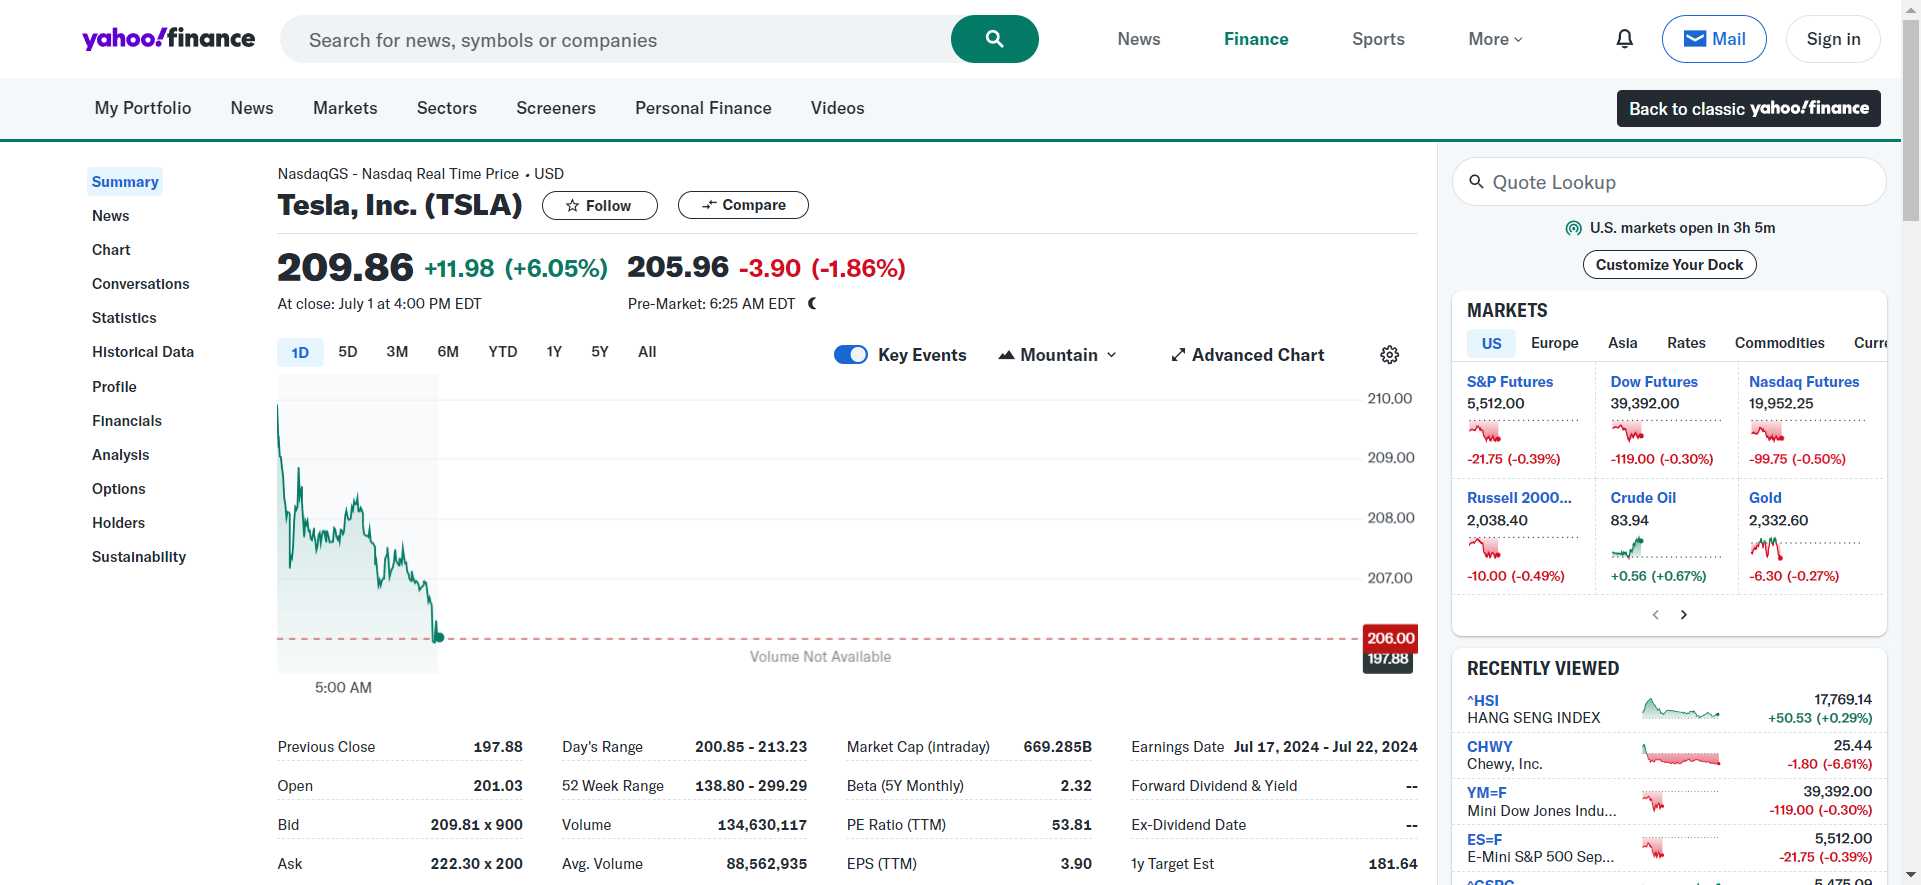 yahoo!finance
Search for news, symbols or companies
News
Finance
Sports
More
Mail
Sign in
My Portfolio
News
Markets
Sectors
Screeners
Personal Finance
Videos
Back to classic yahoo!finance
Summary
News
Chart
Conversations
Statistics
Historical Data
Profile
Financials
Analysis
Options
Holders
Sustainability
NasdaqGS - Nasdaq Real Time Price • USD
Tesla, Inc. (TSLA)
Follow
Compare
209.86 +11.98 (+6.05%)
At close: July 1 at 4:00 PM EDT
205.96 -3.90 (-1.86%)
Pre-Market: 6:25 AM EDT
1D
5D
3M
6M
YTD
1Y
5Y
All
Key Events
Mountain
Advanced Chart
210.00
209.00
208.00
207.00
206.00
197.88
Volume Not Available
5:00 AM
Previous Close 197.88
Open 201.03
Bid 209.81 x 900
Ask 222.30 x 200
Day's Range 200.85 - 213.23
52 Week Range 138.80 - 299.29
Volume 134,630,117
Avg. Volume 88,562,935
Market Cap (intraday) 669.285B
Beta (5Y Monthly) 2.32
PE Ratio (TTM) 53.81
EPS (TTM) 3.90
Earnings Date Jul 17, 2024 - Jul 22, 2024
Forward Dividend & Yield --
Ex-Dividend Date --
1y Target Est 181.64
Quote Lookup
U.S. markets open in 3h 5m
Customize Your Dock
MARKETS
US
Europe
Asia
Rates
Commodities
Curre
S&P Futures
5,512.00
-21.75 (-0.39%)
Dow Futures
39,392.00
-119.00 (-0.30%)
Nasdaq Futures
19,952.25
-99.75 (-0.50%)
Russell 2000...
2,038.40
-10.00 (-0.49%)
Crude Oil
83.94
+0.56 (+0.67%)
Gold
2,332.60
-6.30 (-0.27%)
RECENTLY VIEWED
^HSI 17,769.14
HANG SENG INDEX +50.53 (+0.29%)
CHWY 25.44
Chewy, Inc. -1.80 (-6.61%)
YM=F 39,392.00
Mini Dow Jones Indu... -119.00 (-0.30%)
ES=F 5,512.00
E-Mini S&P 500 Sep... -21.75 (-0.39%)
^GSPC 5,475.09